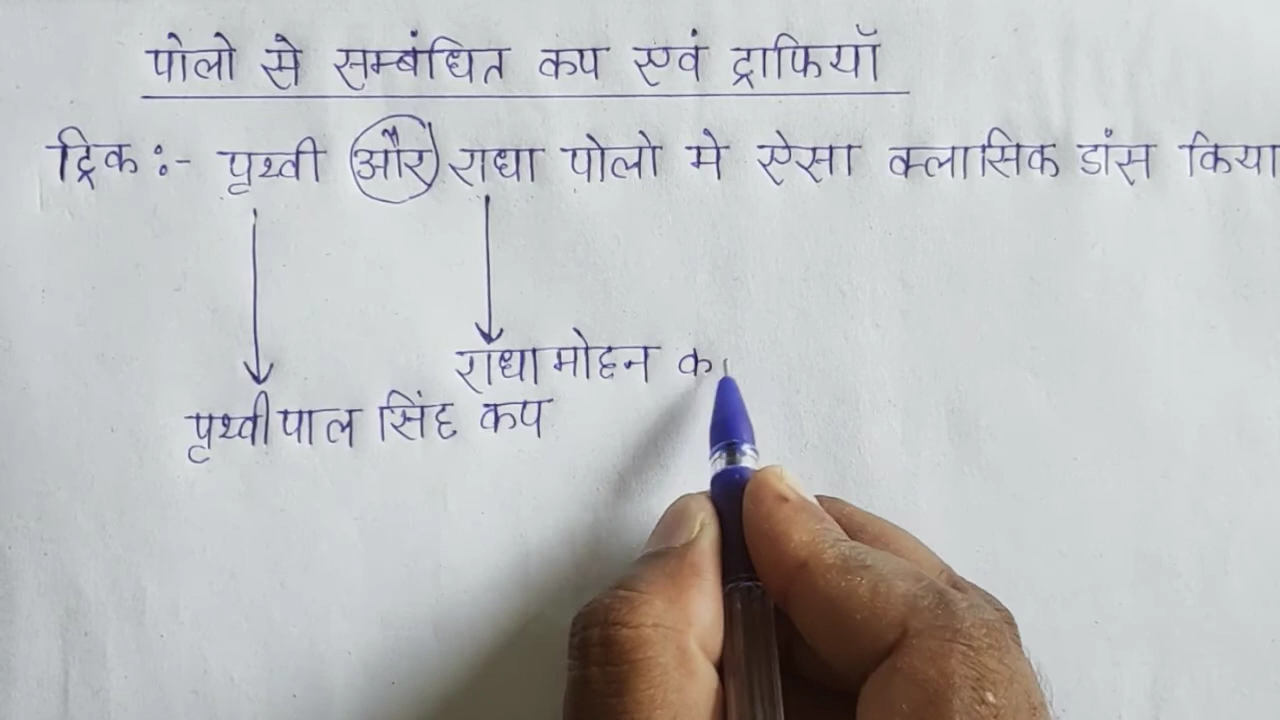 पोलो से सम्बंधित कप एवं ट्राफियॉ
ट्रिक :- पृथ्वी और राधा पोलो मे ऐसा क्लासिक डांस किया
राधामोहन क
पृथ्वीपाल सिंह कप